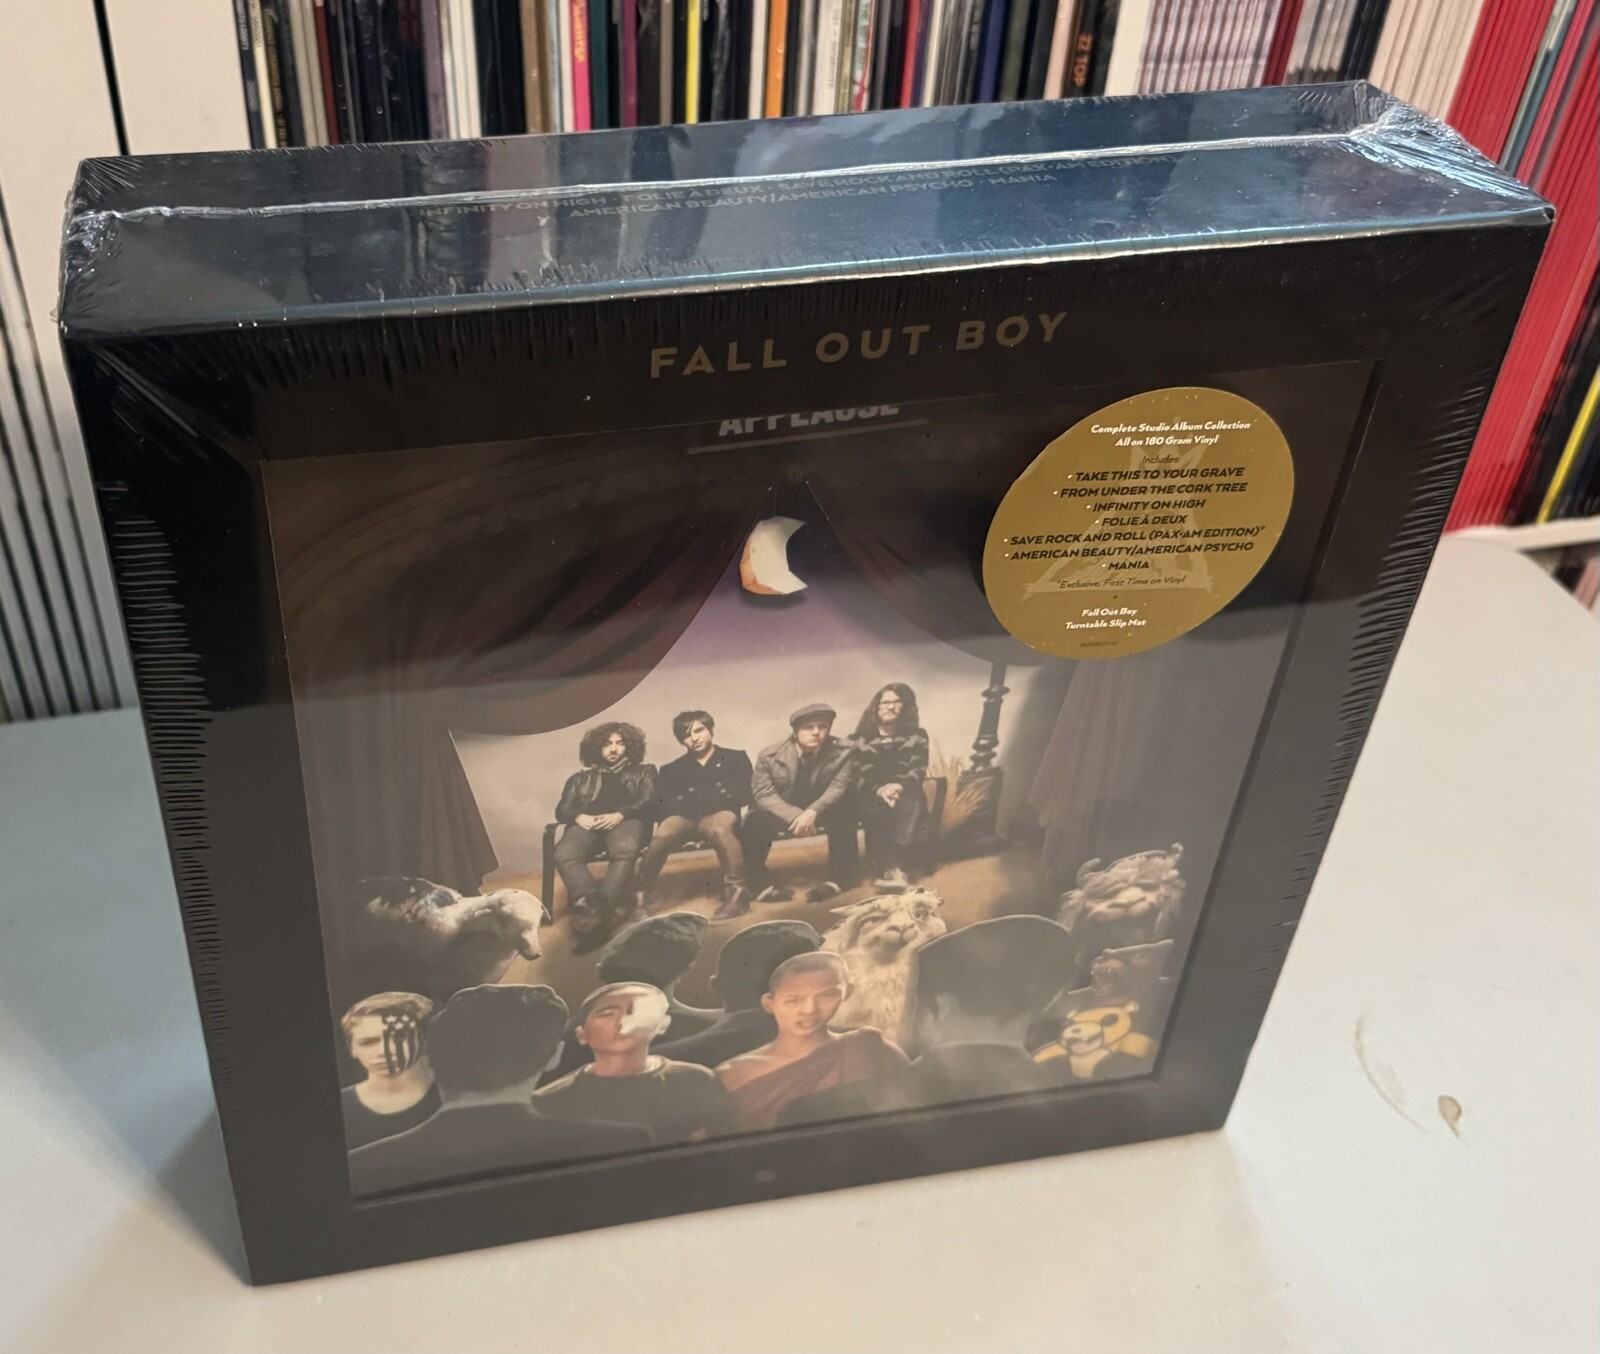 ZZ TOP
INFINITY ON HIGH · FOLIE À DEUX · SAVE ROCK AND ROLL (PAX·AM EDITION)
AMERICAN BEAUTY/AMERICAN PSYCHO · MANIA
FALL OUT BOY
APPLAUSE
Complete Studio Album Collection
All on 180 Gram Vinyl
Includes:
• TAKE THIS TO YOUR GRAVE
• FROM UNDER THE CORK TREE
• INFINITY ON HIGH
• FOLIE À DEUX
• SAVE ROCK AND ROLL (PAX•AM EDITION)*
• AMERICAN BEAUTY/AMERICAN PSYCHO
• MANIA
*Exclusive, First Time on Vinyl
Fall Out Boy
Turntable Slip Mat